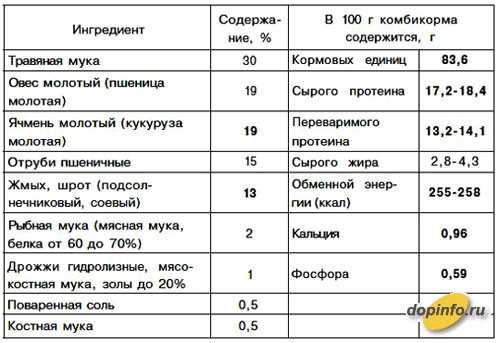 Ингредиент
Содержа-
ние, %
В 100 г комбикорма
содержится, г
Травяная мука
30
Кормовых единиц
83,6
Овес молотый (пшеница
молотая)
19
Сырого протеина
17,2-18,4
Ячмень молотый (кукуруза
молотая)
19
Переваримого
протеина
13,2-14,1
Отруби пшеничные
15
Сырого жира
2,8-4,3
Жмых, шрот (подсол-
нечниковый, соевый)
13
Обменной энер-
гии (ккал)
255-258
Рыбная мука (мясная мука,
белка от 60 до 70%)
2
Кальция
0,96
Дрожжи гидролизные, мясо-
костная мука, золы до 20%
1
Фосфора
0,59
Поваренная соль
0,5
Костная мука
0,5
dopinfo.ru